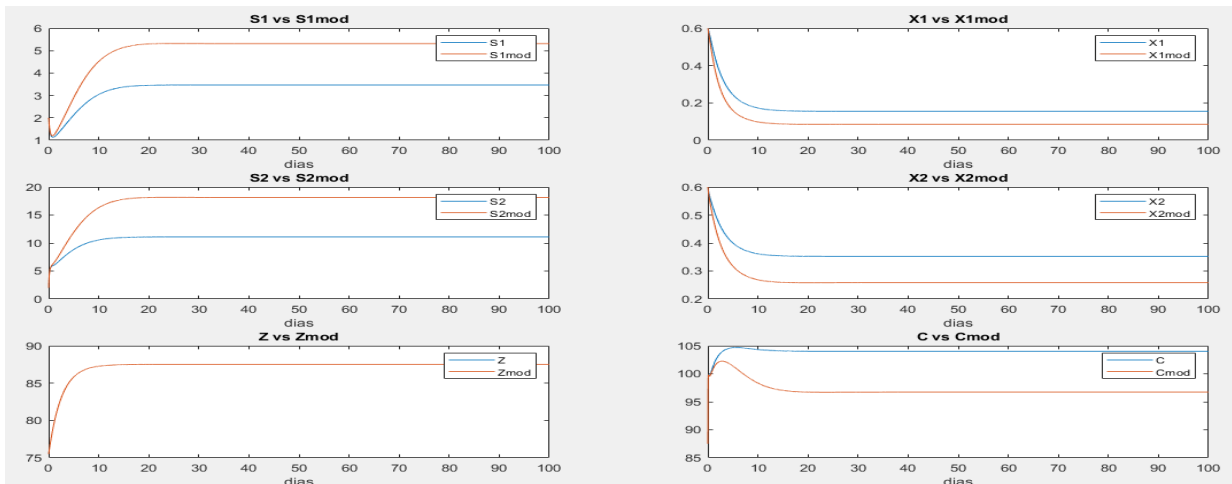 S1 vs S1mod
6
5
4
3
2
1
S1
S1mod
0 10 20 30 40 50 60 70 80 90 100
dias
X1 vs X1mod
0.6
0.4
0.2
0
X1
X1mod
0 10 20 30 40 50 60 70 80 90 100
dias
S2 vs S2mod
20
15
10
5
0
S2
S2mod
0 10 20 30 40 50 60 70 80 90 100
dias
X2 vs X2mod
0.6
0.5
0.4
0.3
0.2
X2
X2mod
0 10 20 30 40 50 60 70 80 90 100
dias
Z vs Zmod
90
85
80
75
Z
Zmod
0 10 20 30 40 50 60 70 80 90 100
dias
C vs Cmod
105
100
95
90
85
C
Cmod
0 10 20 30 40 50 60 70 80 90 100
dias